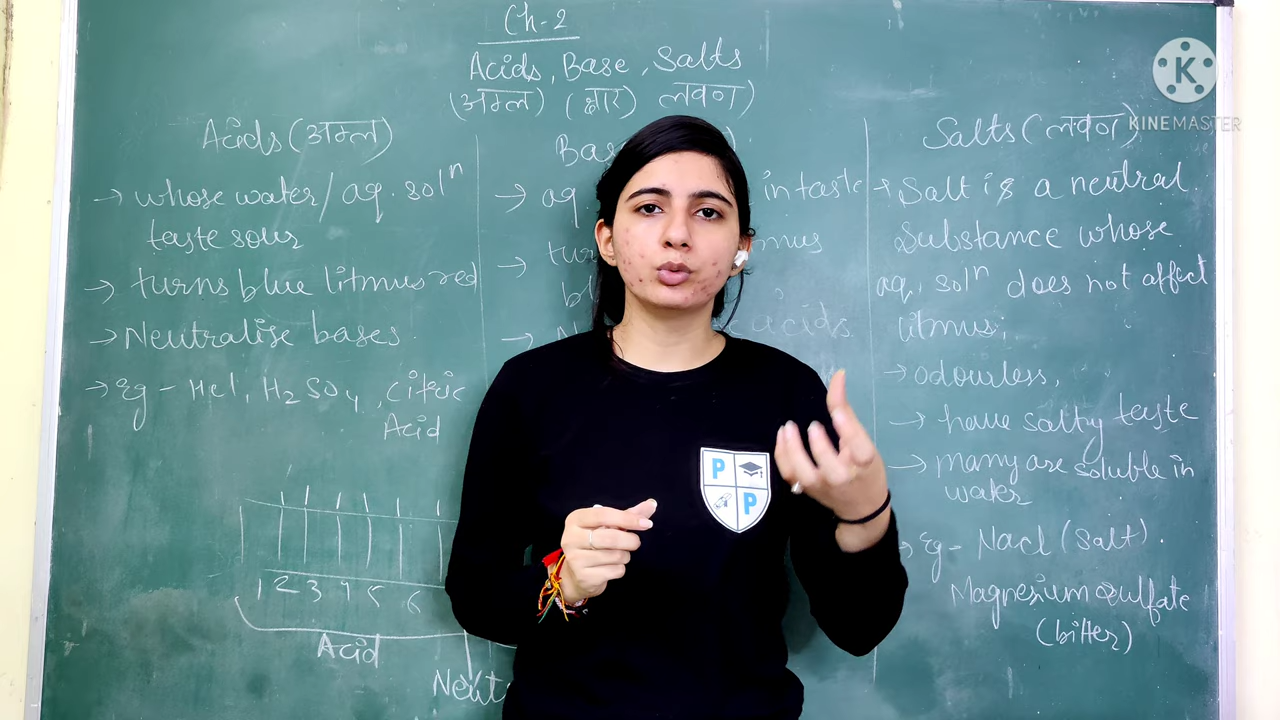 Ch-2
Acids, Base, Salts
(अम्ल) (क्षार) लवण)
Acids (अम्ल)
→ whose water/aq. solⁿ
taste sour
→ turns blue litmus red
→ Neutralise bases
→ Eg - Hcl, H₂SO₄, Citric
Acid
1 2 3 4 5 6
Acid
Bas
→ aq. in taste
→ tur mus
bl
→ N acids
Salts (लवण)
→ Salt is a neutral
Substance whose
aq. solⁿ does not affect
litmus;
→ odourless,
→ have salty taste
→ many are soluble in
water
→ Eg - Nacl (Salt).
Magnesium sulfate
(bitter)
K
KINEMASTER
P
P